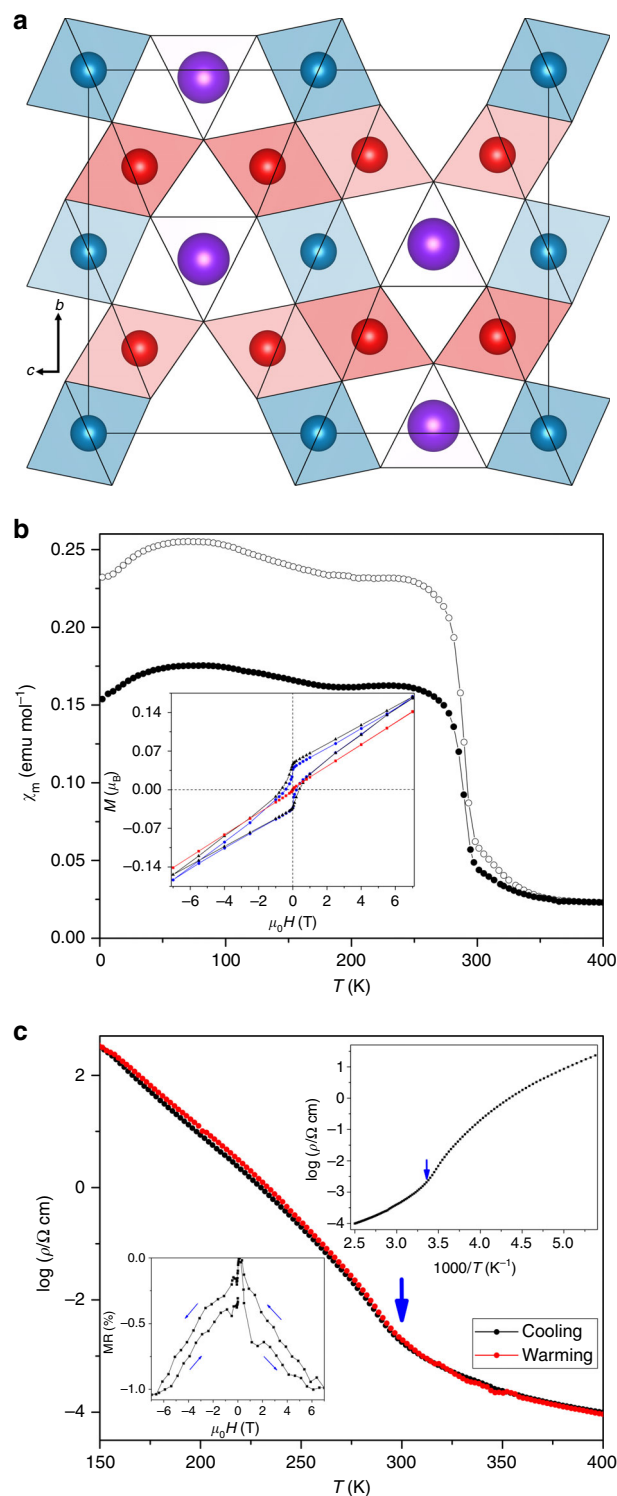 a
b
c
b
0.25
0.20
0.15
0.10
0.05
0.00
χm (emu mol−1)
0.14
0.07
0.00
−0.07
−0.14
M (μB)
−6 −4 −2 0 2 4 6
μ0H (T)
0 100 200 300 400
T (K)
c
2
0
−2
−4
log (ρ/Ω cm)
1
0
−1
−2
−3
−4
log (ρ/Ω cm)
2.5 3.0 3.5 4.0 4.5 5.0
1000/T (K−1)
0.0
−0.5
−1.0
MR (%)
−6 −4 −2 0 2 4 6
μ0H (T)
Cooling
Warming
150 200 250 300 350 400
T (K)